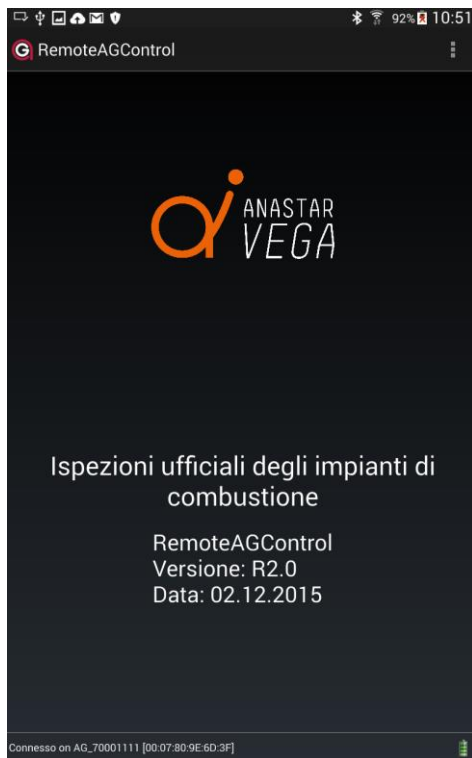 92% 10:51
RemoteAGControl
ANASTAR
VEGA
Ispezioni ufficiali degli impianti di
combustione
RemoteAGControl
Versione: R2.0
Data: 02.12.2015
Connesso on AG_70001111 [00:07:80:9E:6D:3F]